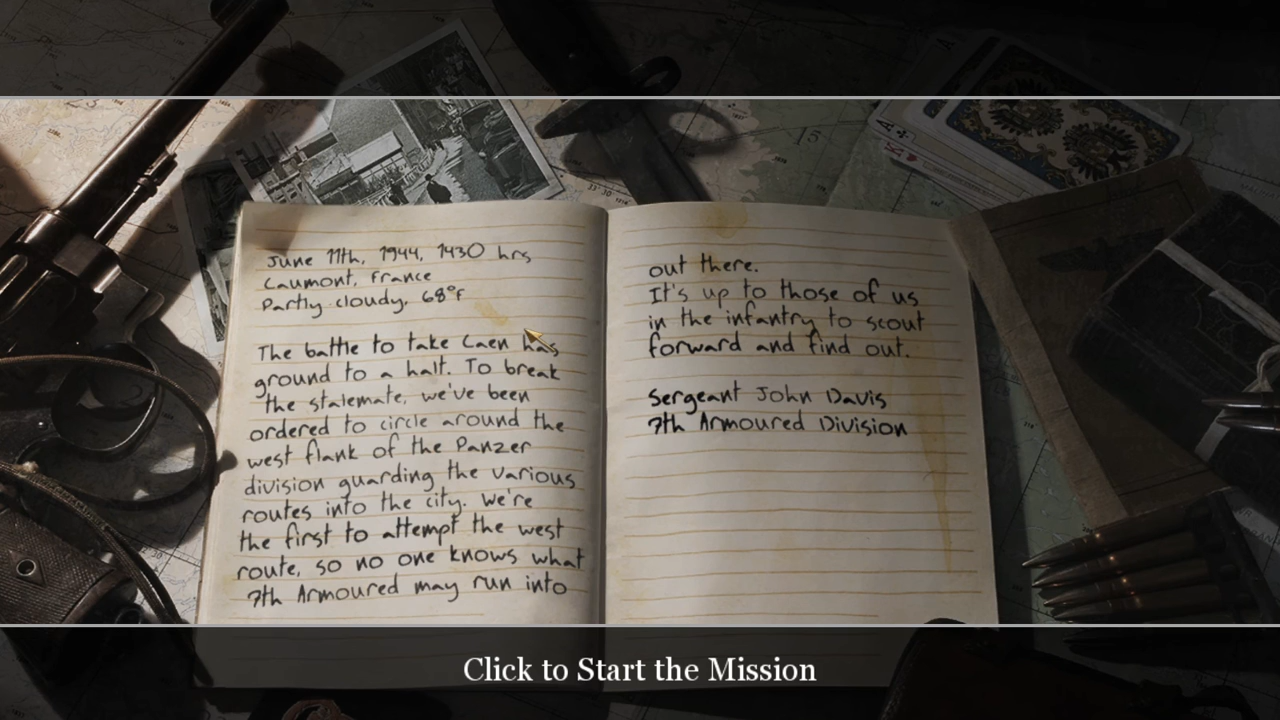 June 11th, 1944, 1430 hrs
Caumont, France
Partly cloudy, 68°F
The battle to take Caen has
ground to a halt. To break
the stalemate, we've been
ordered to circle around the
west flank of the Panzer
division guarding the various
routes into the city. We're
the first to attempt the west
route, so no one knows what
7th Armoured may run into
out there.
It's up to those of us
in the infantry to scout
forward and find out.
Sergeant John Davis
7th Armoured Division
Click to Start the Mission